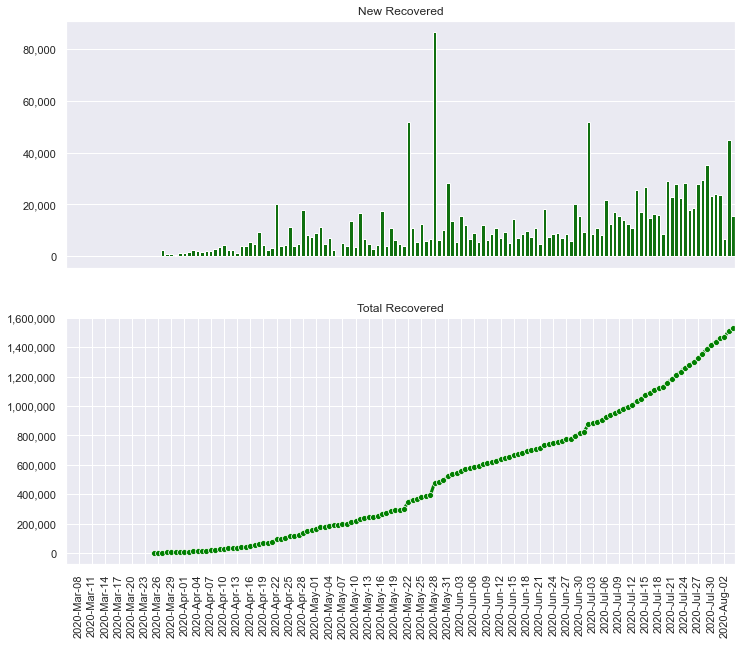 New Recovered
80,000
60,000
40,000
20,000
0
Total Recovered
1,600,000
1,400,000
1,200,000
1,000,000
800,000
600,000
400,000
200,000
0
2020-Mar-08
2020-Mar-11
2020-Mar-14
2020-Mar-17
2020-Mar-20
2020-Mar-23
2020-Mar-26
2020-Mar-29
2020-Apr-01
2020-Apr-04
2020-Apr-07
2020-Apr-10
2020-Apr-13
2020-Apr-16
2020-Apr-19
2020-Apr-22
2020-Apr-25
2020-Apr-28
2020-May-01
2020-May-04
2020-May-07
2020-May-10
2020-May-13
2020-May-16
2020-May-19
2020-May-22
2020-May-25
2020-May-28
2020-May-31
2020-Jun-03
2020-Jun-06
2020-Jun-09
2020-Jun-12
2020-Jun-15
2020-Jun-18
2020-Jun-21
2020-Jun-24
2020-Jun-27
2020-Jun-30
2020-Jul-03
2020-Jul-06
2020-Jul-09
2020-Jul-12
2020-Jul-15
2020-Jul-18
2020-Jul-21
2020-Jul-24
2020-Jul-27
2020-Jul-30
2020-Aug-02